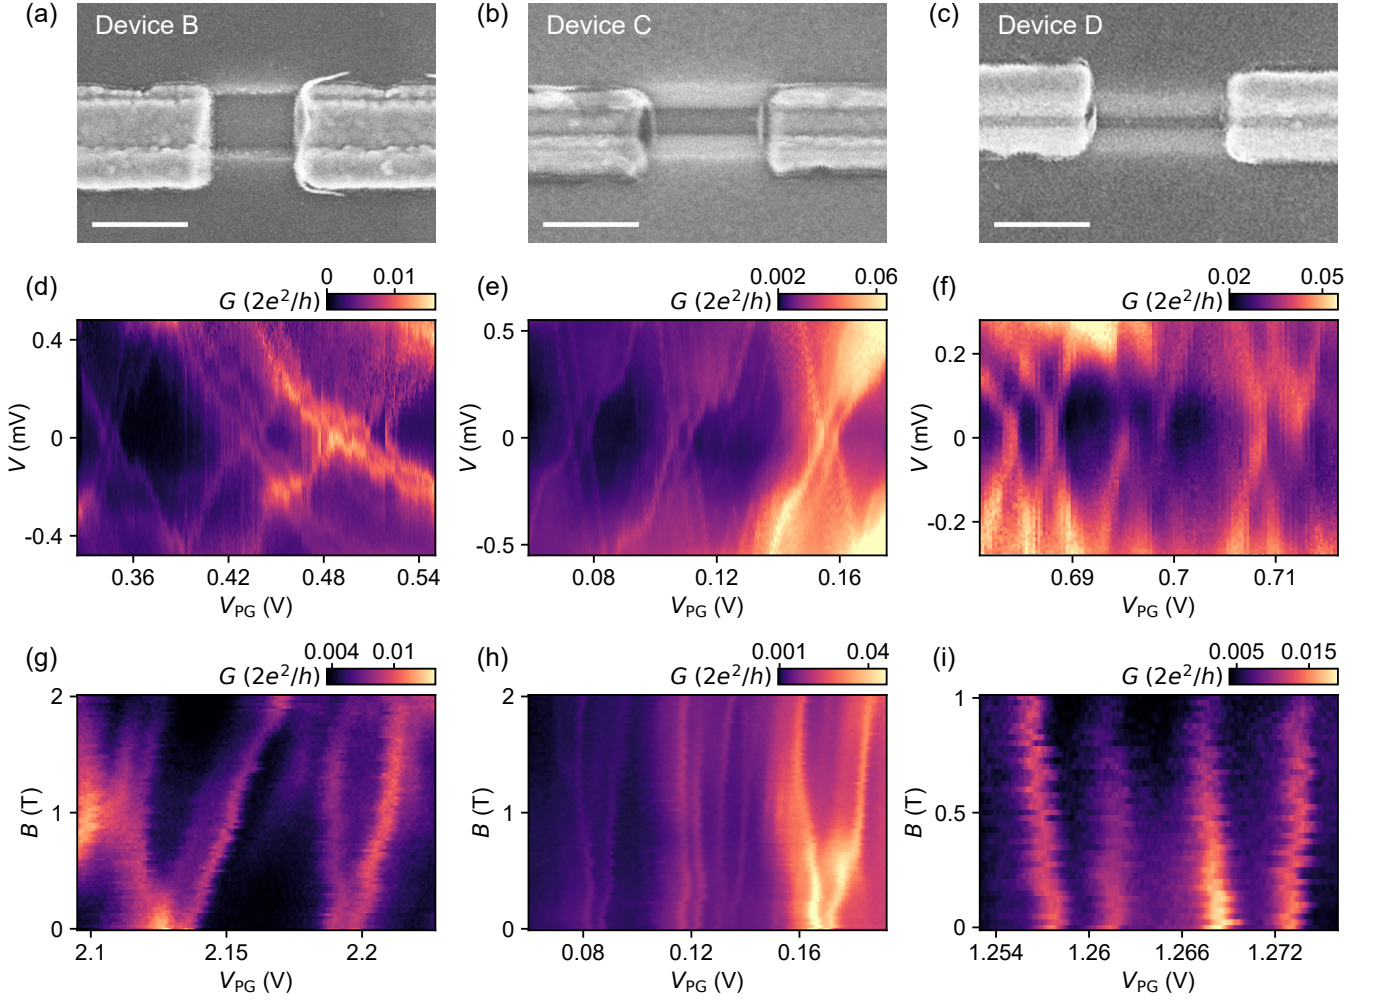 (a) Device B
(b) Device C
(c) Device D
(d) G (2e²/h) 0 0.01
V (mV)
0.4
0
-0.4
0.36 0.42 0.48 0.54
V_PG (V)
(e) G (2e²/h) 0.002 0.06
V (mV)
0.5
0
-0.5
0.08 0.12 0.16
V_PG (V)
(f) G (2e²/h) 0.02 0.05
V (mV)
0.2
0
-0.2
0.69 0.7 0.71
V_PG (V)
(g) G (2e²/h) 0.004 0.01
B (T)
2
1
0
2.1 2.15 2.2
V_PG (V)
(h) G (2e²/h) 0.001 0.04
B (T)
2
1
0
0.08 0.12 0.16
V_PG (V)
(i) G (2e²/h) 0.005 0.015
B (T)
1
0.5
0
1.254 1.26 1.266 1.272
V_PG (V)